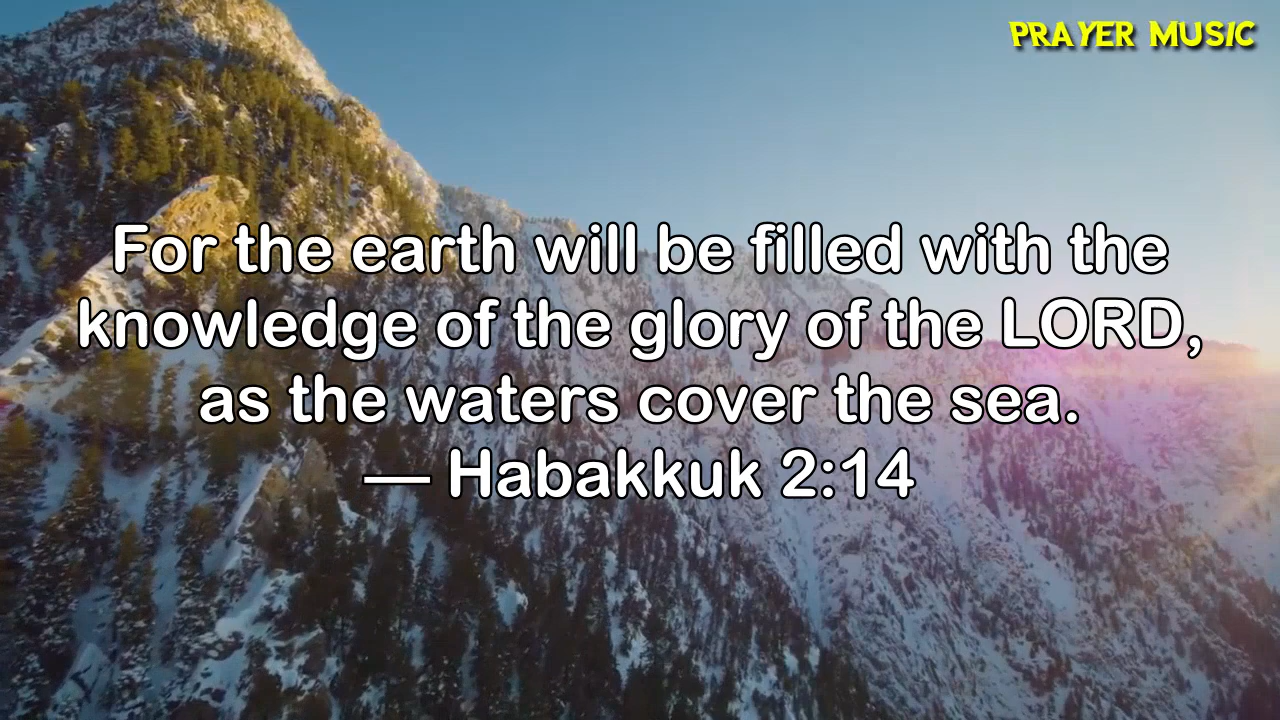 PRAYER MUSIC
For the earth will be filled with the
knowledge of the glory of the LORD,
as the waters cover the sea.
— Habakkuk 2:14